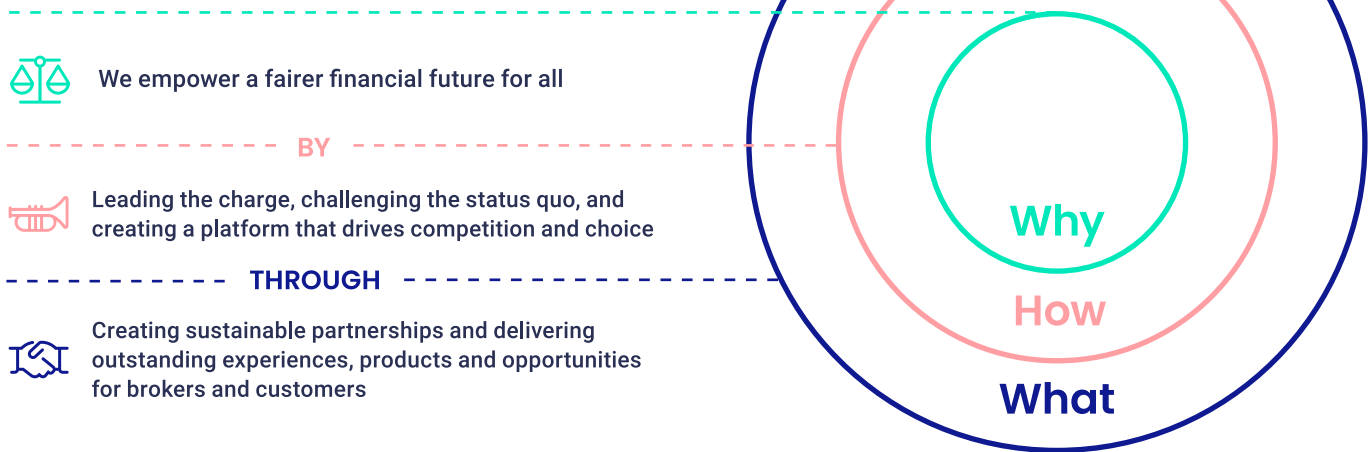 We empower a fairer financial future for all
BY
Leading the charge, challenging the status quo, and
creating a platform that drives competition and choice
THROUGH
Creating sustainable partnerships and delivering
outstanding experiences, products and opportunities
for brokers and customers
Why
How
What